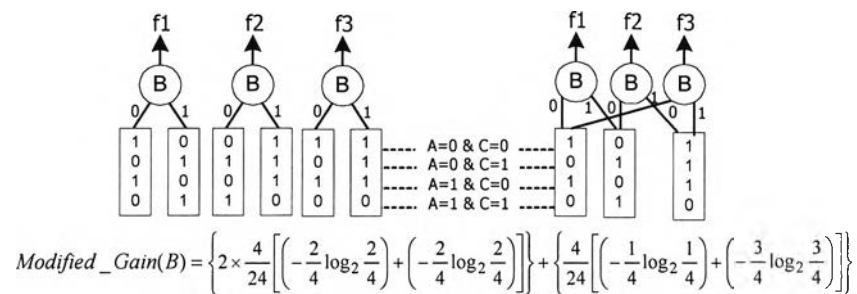 f1 f2 f3 f1 f2 f3
B B B B B B
0 1 0 1 0 1 0 1 0 1 0 1
1 0 0 1 1 1 A=0 & C=0 1 0 1
0 1 1 1 0 1 A=0 & C=1 0 1 1
1 0 0 1 1 1 A=1 & C=0 1 0 1
0 1 1 0 0 0 A=1 & C=1 0 1 0
Modified _ Gain(B) = {2 × 4/24 [(−2/4 log₂ 2/4) + (−2/4 log₂ 2/4)]} + {4/24 [(−1/4 log₂ 1/4) + (−3/4 log₂ 3/4)]}